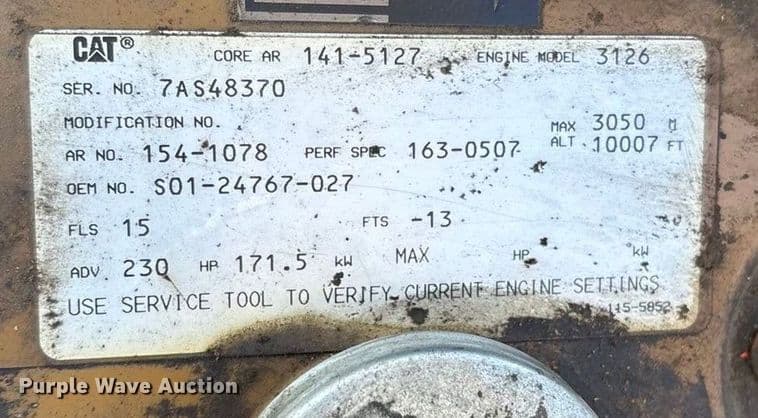 CAT® CORE AR 141-5127 ENGINE MODEL 3126
SER. NO. 7AS48370
MODIFICATION NO. MAX 3050 M
AR NO. 154-1078 PERF SPEC 163-0507 ALT 10007 FT
OEM NO. S01-24767-027
FLS 15 FTS -13
ADV 230 HP 171.5 kW MAX HP kW
USE SERVICE TOOL TO VERIFY CURRENT ENGINE SETTINGS
115-5852
Purple Wave Auction